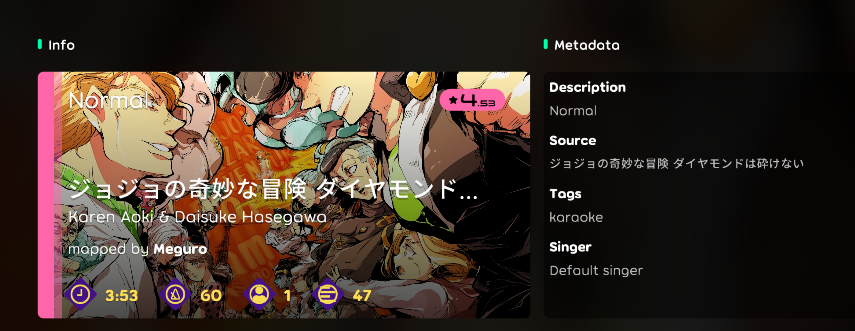 Info
Normal
4.53
ジョジョの奇妙な冒険 ダイヤモンド...
Karen Aoki & Daisuke Hasegawa
mapped by Meguro
3:53 60 1 47
Metadata
Description
Normal
Source
ジョジョの奇妙な冒険 ダイヤモンドは砕けない
Tags
karaoke
Singer
Default singer